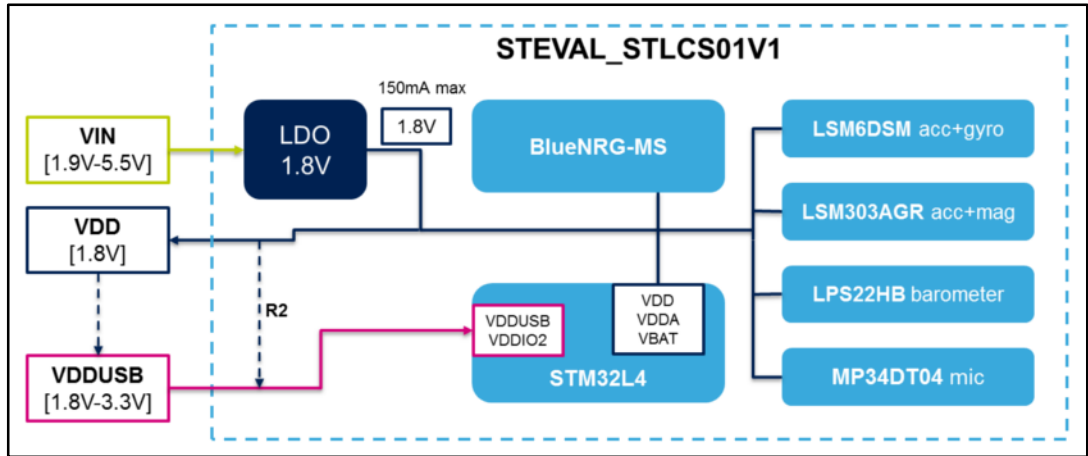 STEVAL_STLCS01V1
150mA max
VIN
[1.9V-5.5V]
LDO
1.8V
1.8V
BlueNRG-MS
LSM6DSM acc+gyro
LSM303AGR acc+mag
VDD
[1.8V]
R2
LPS22HB barometer
VDDUSB
VDDIO2
VDD
VDDA
VBAT
STM32L4
VDDUSB
[1.8V-3.3V]
MP34DT04 mic